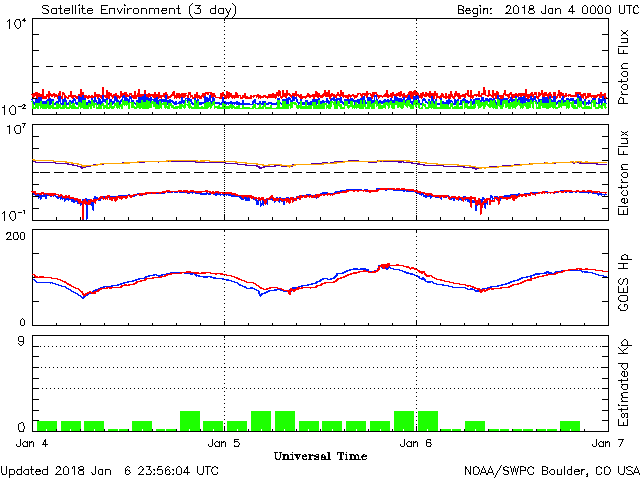 Satellite Environment (3 day) Begin: 2018 Jan 4 0000 UTC
10^4
10^-2
Proton Flux
10^7
10^-1
Electron Flux
200
0
GOES Hp
9
0
Estimated Kp
Jan 4 Jan 5 Jan 6 Jan 7
Universal Time
Updated 2018 Jan 6 23:56:04 UTC NOAA/SWPC Boulder, CO USA